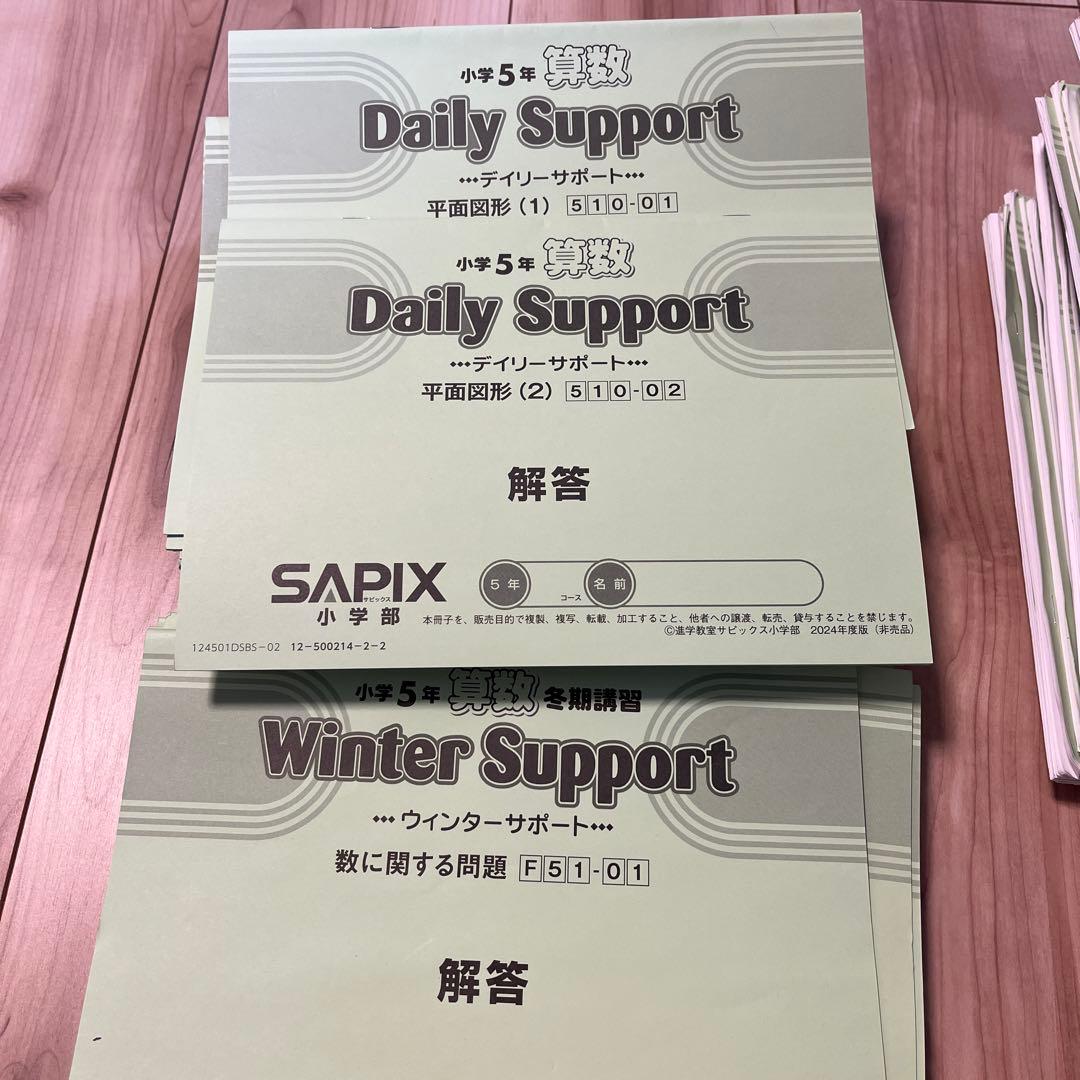 小学5年 算数
Daily Support
•••デイリーサポート•••
平面図形(1) 510-01
小学5年 算数
Daily Support
•••デイリーサポート•••
平面図形(2) 510-02
解答
SAPIX
サピックス
小学部
5年
コース
名前
本冊子を、販売目的で複製、複写、転載、加工すること、他者への譲渡、転売、貸与することを禁じます。
©進学教室サピックス小学部 2024年度版(非売品)
124501DSBS-02 12-500214-2-2
小学5年 算数 冬期講習
Winter Support
•••ウィンターサポート•••
数に関する問題 F51-01
解答